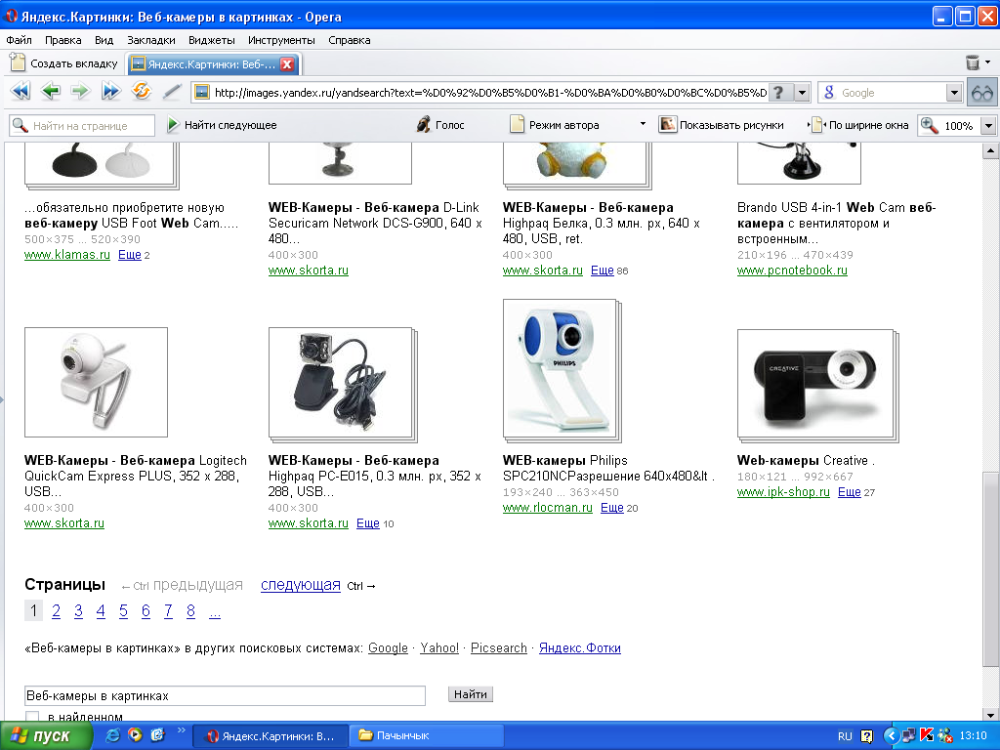 Яндекс.Картинки: Веб-камеры в картинках - Opera
Файл Правка Вид Закладки Виджеты Инструменты Справка
Создать вкладку Яндекс.Картинки: Веб-...
http://images.yandex.ru/yandsearch?text=%D0%92%D0%B5%D0%B1-%D0%BA%D0%B0%D0%BC%D0%B5%D Google
Найти на странице Найти следующее Голос Режим автора Показывать рисунки По ширине окна 100%
...обязательно приобретите новую
веб-камеру USB Foot Web Cam.....
500×375 ... 520×390
www.klamas.ru Еще 2
WEB-Камеры - Веб-камера D-Link
Securicam Network DCS-G900, 640 x
480...
400×300
www.skorta.ru
WEB-Камеры - Веб-камера
Highpaq Белка, 0.3 млн. px, 640 x
480, USB, ret.
400×300
www.skorta.ru Еще 86
Brando USB 4-in-1 Web Cam веб-
камера с вентилятором и
встроенным...
210×196 ... 470×439
www.pcnotebook.ru
PHILIPS
CREATIVE
WEB-Камеры - Веб-камера Logitech
QuickCam Express PLUS, 352 x 288,
USB...
400×300
www.skorta.ru
WEB-Камеры - Веб-камера
Highpaq PC-E015, 0.3 млн. px, 352 x
288, USB...
400×300
www.skorta.ru Еще 10
WEB-камеры Philips
SPC210NCРазрешение 640x480&lt .
193×240 ... 363×450
www.rlocman.ru Еще 20
Web-камеры Creative .
180×121 ... 992×667
www.ipk-shop.ru Еще 27
Страницы ←Ctrl предыдущая следующая Ctrl→
1 2 3 4 5 6 7 8 ...
«Веб-камеры в картинках» в других поисковых системах: Google · Yahoo! · Picsearch · Яндекс.Фотки
Веб-камеры в картинках Найти
в найденном
пуск Яндекс.Картинки: В... Пачынчык RU 13:10